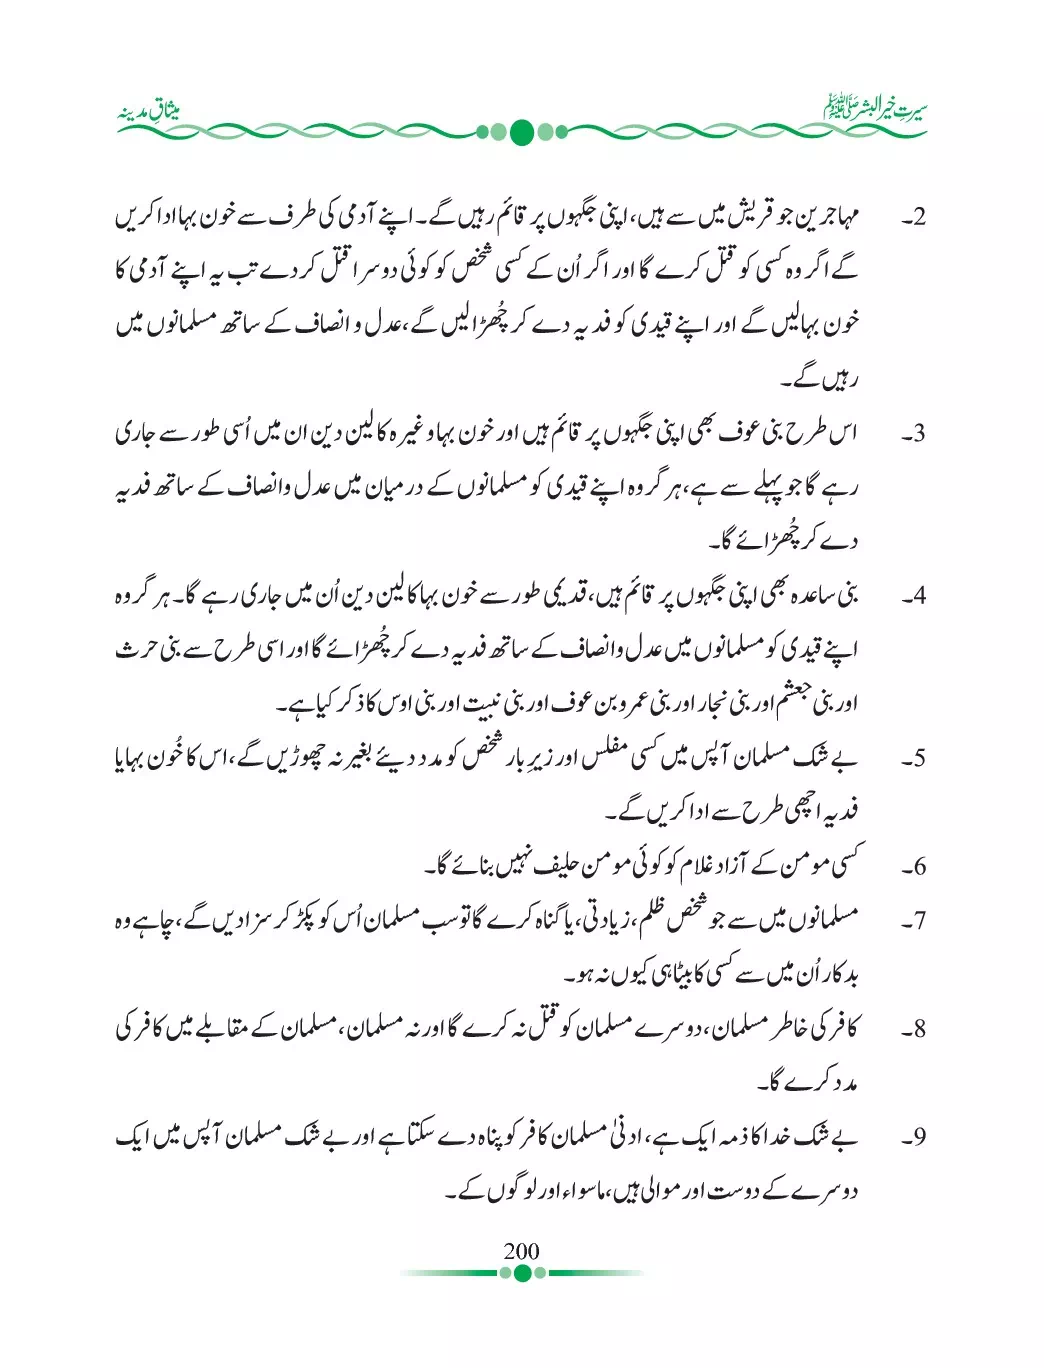 سیرتِ خیر البشر ﷺ
میثاقِ مدینہ
2۔ مہاجرین جو قریش میں سے ہیں، اپنی جگہوں پر قائم رہیں گے۔ اپنے آدمی کی طرف سے خون بہا ادا کریں
گے اگر وہ کسی کو قتل کرے گا اور اگر اُن کے کسی شخص کو کوئی دوسرا قتل کر دے تب یہ اپنے آدمی کا
خون بہا لیں گے اور اپنے قیدی کو فدیہ دے کر چُھڑا لیں گے، عدل و انصاف کے ساتھ مسلمانوں میں
رہیں گے۔
3۔ اس طرح بنی عوف بھی اپنی جگہوں پر قائم ہیں اور خون بہا وغیرہ کا لین دین ان میں اُسی طور سے جاری
رہے گا جو پہلے سے ہے، ہر گروہ اپنے قیدی کو مسلمانوں کے درمیان میں عدل وانصاف کے ساتھ فدیہ
دے کر چُھڑائے گا۔
4۔ بنی ساعدہ بھی اپنی جگہوں پر قائم ہیں، قدیمی طور سے خون بہا کا لین دین اُن میں جاری رہے گا۔ ہر گروہ
اپنے قیدی کو مسلمانوں میں عدل وانصاف کے ساتھ فدیہ دے کر چُھڑائے گا اور اسی طرح سے بنی حرث
اور بنی جعشم اور بنی نجار اور بنی عمرو بن عوف اور بنی نبیت اور بنی اوس کا ذکر کیا ہے۔
5۔ بے شک مسلمان آپس میں کسی مفلس اور زیرِ بار شخص کو مدد دیئے بغیر نہ چھوڑیں گے، اس کا خُون بہا یا
فدیہ اچھی طرح سے ادا کریں گے۔
6۔ کسی مومن کے آزاد غلام کو کوئی مومن حلیف نہیں بنائے گا۔
7۔ مسلمانوں میں سے جو شخص ظلم، زیادتی، یا گناہ کرے گا تو سب مسلمان اُس کو پکڑ کر سزا دیں گے، چاہے وہ
بدکار اُن میں سے کسی کا بیٹا ہی کیوں نہ ہو۔
8۔ کافر کی خاطر مسلمان، دوسرے مسلمان کو قتل نہ کرے گا اور نہ مسلمان، مسلمان کے مقابلے میں کافر کی
مدد کرے گا۔
9۔ بے شک خدا کا ذمہ ایک ہے، ادنیٰ مسلمان کافر کو پناہ دے سکتا ہے اور بے شک مسلمان آپس میں ایک
دوسرے کے دوست اور موالی ہیں، ماسواء اور لوگوں کے۔
200